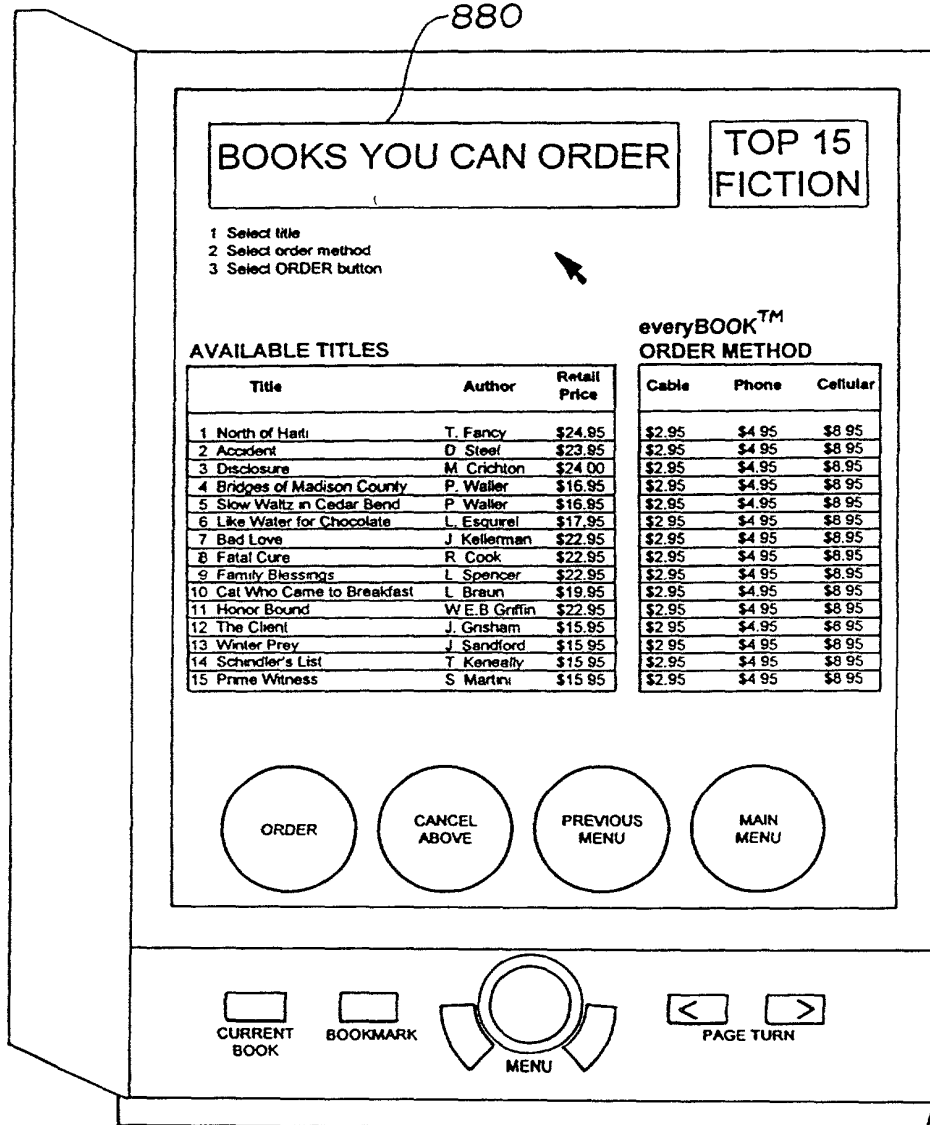 880
BOOKS YOU CAN ORDER
TOP 15
FICTION
1 Select title
2 Select order method
3 Select ORDER button
everyBOOK™
AVAILABLE TITLES ORDER METHOD
Title Author Retail Price Cable Phone Cellular
1 North of Haiti T. Fancy $24.95 $2.95 $4 95 $8 95
2 Accident D Steel $23.95 $2.95 $4 95 $8 95
3 Disclosure M Crichton $24 00 $2.95 $4.95 $8.95
4 Bridges of Madison County P. Waller $16.95 $2.95 $4 95 $8 95
5 Slow Waltz in Cedar Bend P Waller $16.95 $2.95 $4 95 $8 95
6 Like Water for Chocolate L. Esquirel $17.95 $2 95 $4 95 $8 95
7 Bad Love J Kellerman $22.95 $2.95 $4 95 $8.95
8 Fatal Cure R Cook $22.95 $2.95 $4 95 $8.95
9 Family Blessings L Spencer $22.95 $2.95 $4 95 $8.95
10 Cat Who Came to Breakfast L Braun $19.95 $2.95 $4.95 $8 95
11 Honor Bound W E.B Griffin $22.95 $2.95 $4 95 $8 95
12 The Client J. Grisham $15.95 $2 95 $4.95 $8 95
13 Winter Prey J Sandford $15 95 $2.95 $4 95 $8 95
14 Schindler's List T Keneally $15 95 $2.95 $4 95 $8 95
15 Prime Witness S Martini $15 95 $2.95 $4 95 $8 95
ORDER
CANCEL
ABOVE
PREVIOUS
MENU
MAIN
MENU
< >
CURRENT
BOOK
BOOKMARK
MENU
PAGE TURN